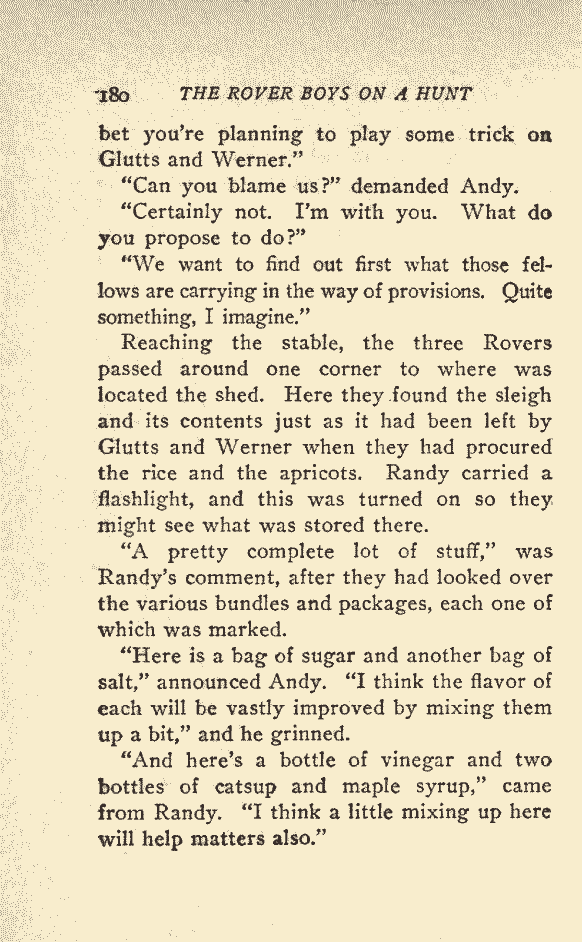 180 THE ROVER BOYS ON A HUNT
bet you're planning to play some trick on
Glutts and Werner.”
“Can you blame us?” demanded Andy.
“Certainly not. I'm with you. What do
you propose to do?”
“We want to find out first what those fel-
lows are carrying in the way of provisions. Quite
something, I imagine.”
Reaching the stable, the three Rovers
passed around one corner to where was
located the shed. Here they found the sleigh
and its contents just as it had been left by
Glutts and Werner when they had procured
the rice and the apricots. Randy carried a
flashlight, and this was turned on so they
might see what was stored there.
“A pretty complete lot of stuff,” was
Randy's comment, after they had looked over
the various bundles and packages, each one of
which was marked.
“Here is a bag of sugar and another bag of
salt,” announced Andy. “I think the flavor of
each will be vastly improved by mixing them
up a bit,” and he grinned.
“And here's a bottle of vinegar and two
bottles of catsup and maple syrup,” came
from Randy. “I think a little mixing up here
will help matters also.”